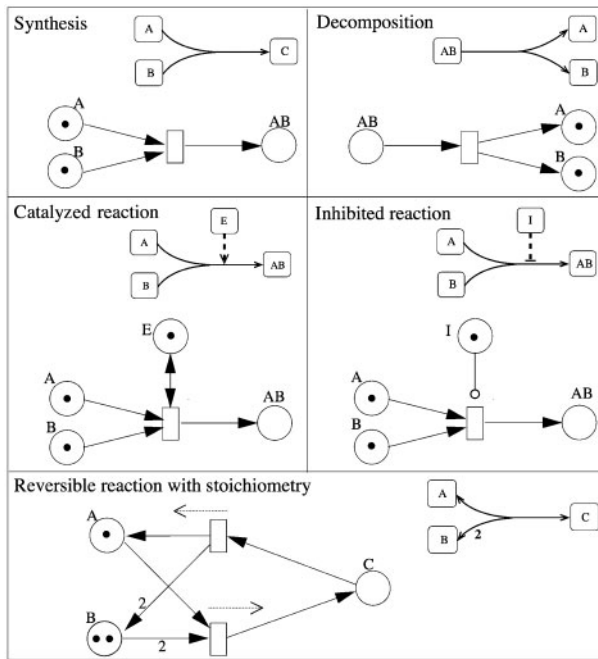 Synthesis
A
B
C
A
B
AB
Decomposition
AB
A
B
AB
A
B
Catalyzed reaction
E
A
B
AB
E
A
B
AB
Inhibited reaction
I
A
B
AB
I
A
B
AB
Reversible reaction with stoichiometry
A
B
2
C
A
B
2
2
C